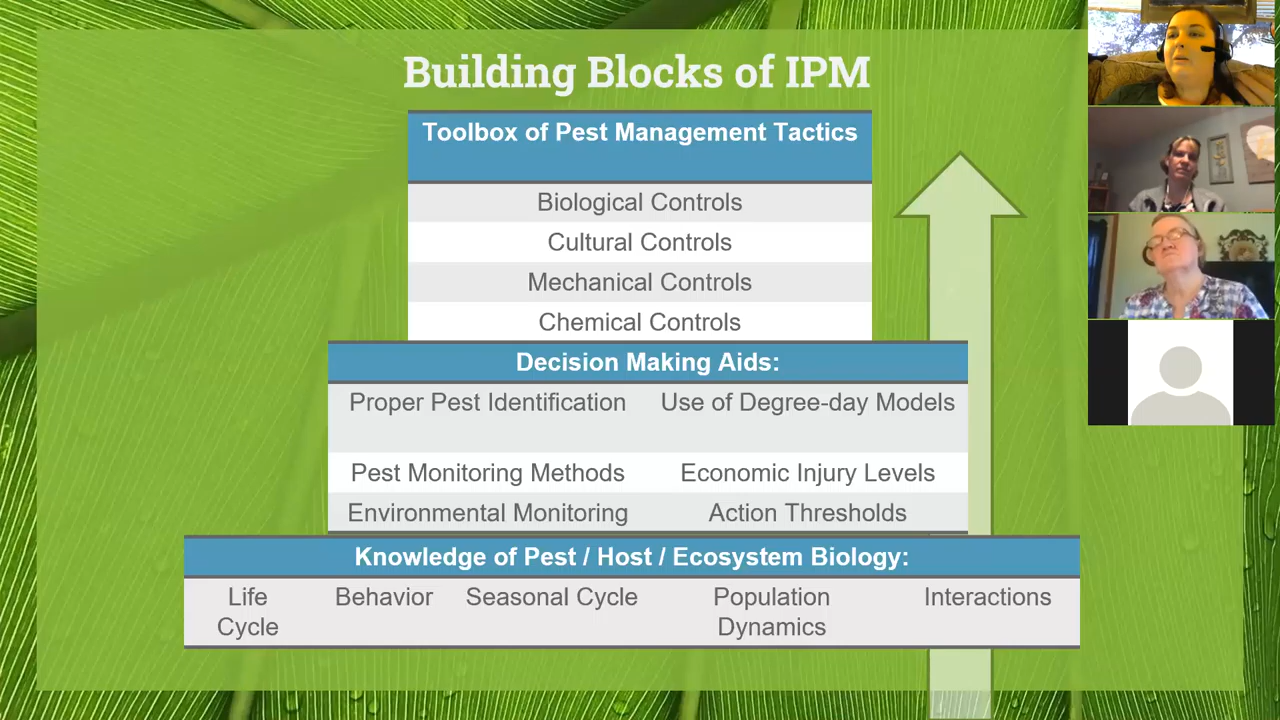 Building Blocks of IPM
Toolbox of Pest Management Tactics
Biological Controls
Cultural Controls
Mechanical Controls
Chemical Controls
Decision Making Aids:
Proper Pest Identification Use of Degree-day Models
Pest Monitoring Methods Economic Injury Levels
Environmental Monitoring Action Thresholds
Knowledge of Pest / Host / Ecosystem Biology:
Life Cycle Behavior Seasonal Cycle Population Dynamics Interactions